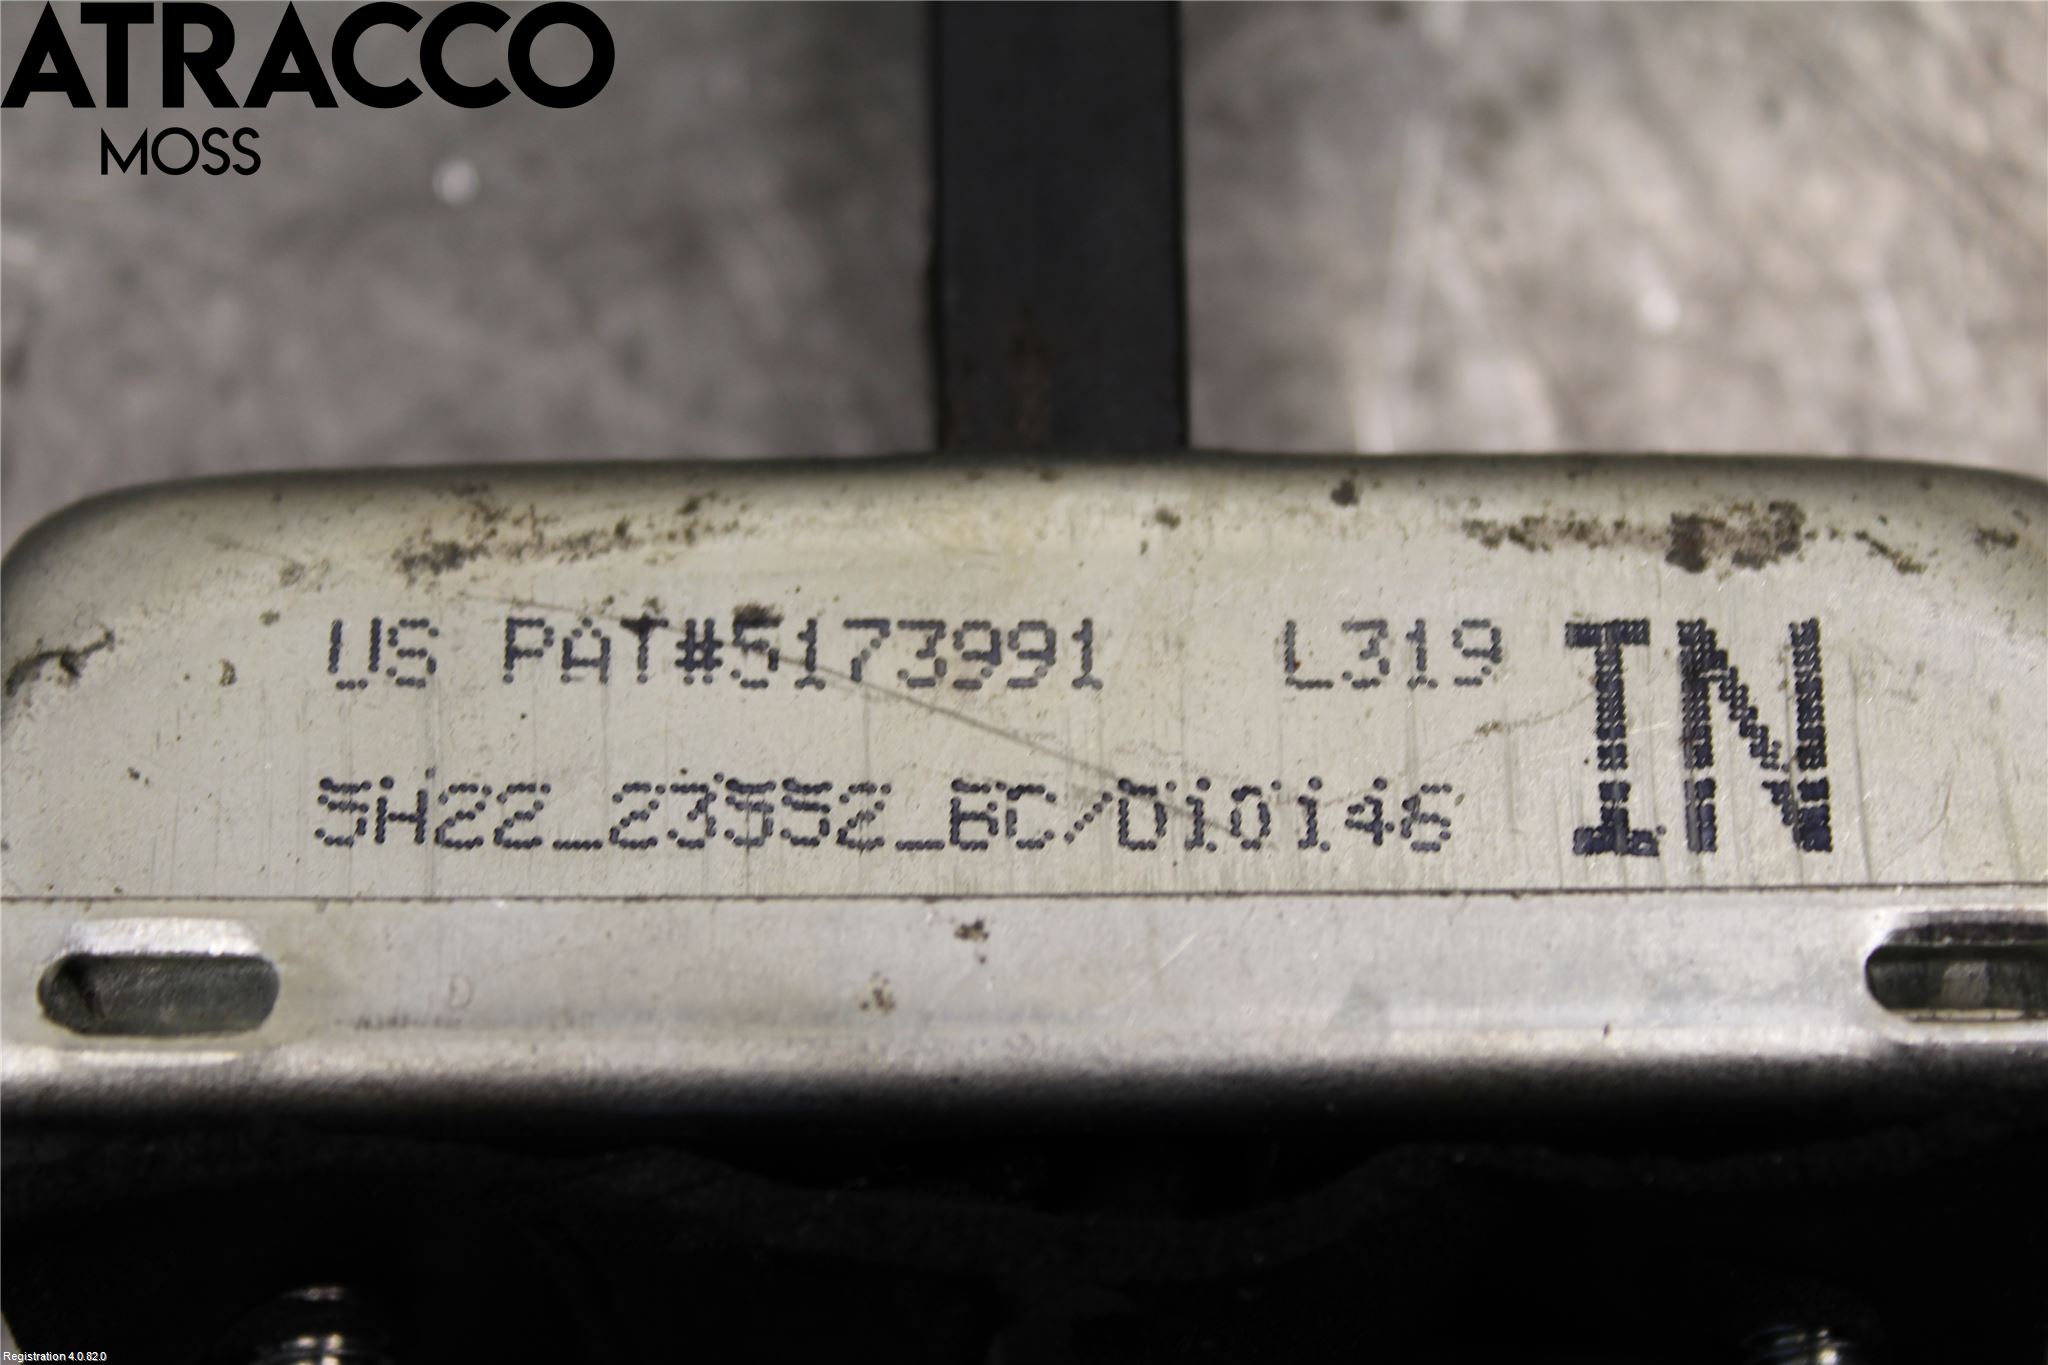 ATRACCO
MOSS
US PAT#5173991 L319 IN
5H22_23552_BC/D10146
Registration 4.0.82.0